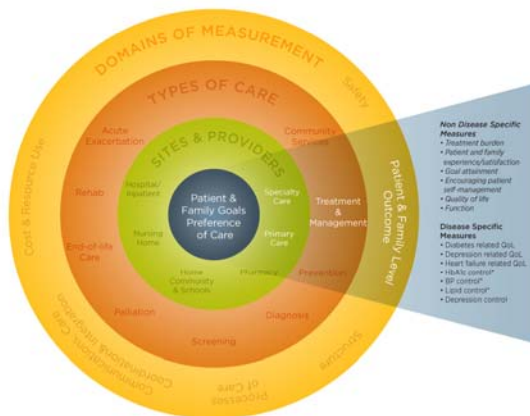 DOMAINS OF MEASUREMENT
Safety
Cost & Resource Use
Communications, Care
Coordination & Integration
Processes
of Care
Structure
Patient & Family Level
Outcome
TYPES OF CARE
Acute
Exacerbation
Community
Services
Rehab
End-of-life
Care
Palliation
Screening
Diagnosis
Prevention
Treatment
&
Management
SITES & PROVIDERS
Hospital/
Inpatient
Nursing
Home
Home
Community
& Schools
Pharmacy
Primary
Care
Specialty
Care
Patient &
Family Goals
Preference
of Care
Non Disease Specific
Measures
• Treatment burden
• Patient and family
experience/satisfaction
• Goal attainment
• Encouraging patient
self-management
• Quality of life
• Function
Disease Specific
Measures
• Diabetes related QoL
• Depression related QoL
• Heart failure related QoL
• HbA1c control*
• BP control*
• Lipid control*
• Depression control